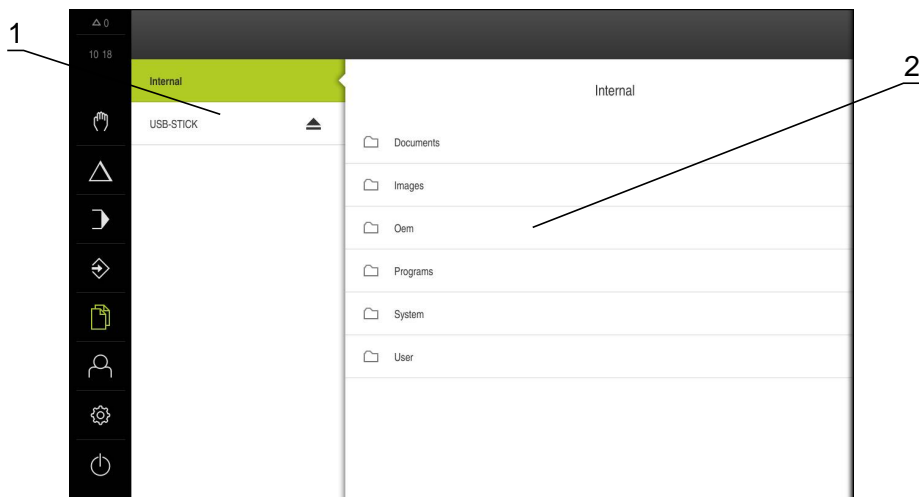 1
2
0
10 18
Internal
USB-STICK
Internal
Documents
Images
Oem
Programs
System
User